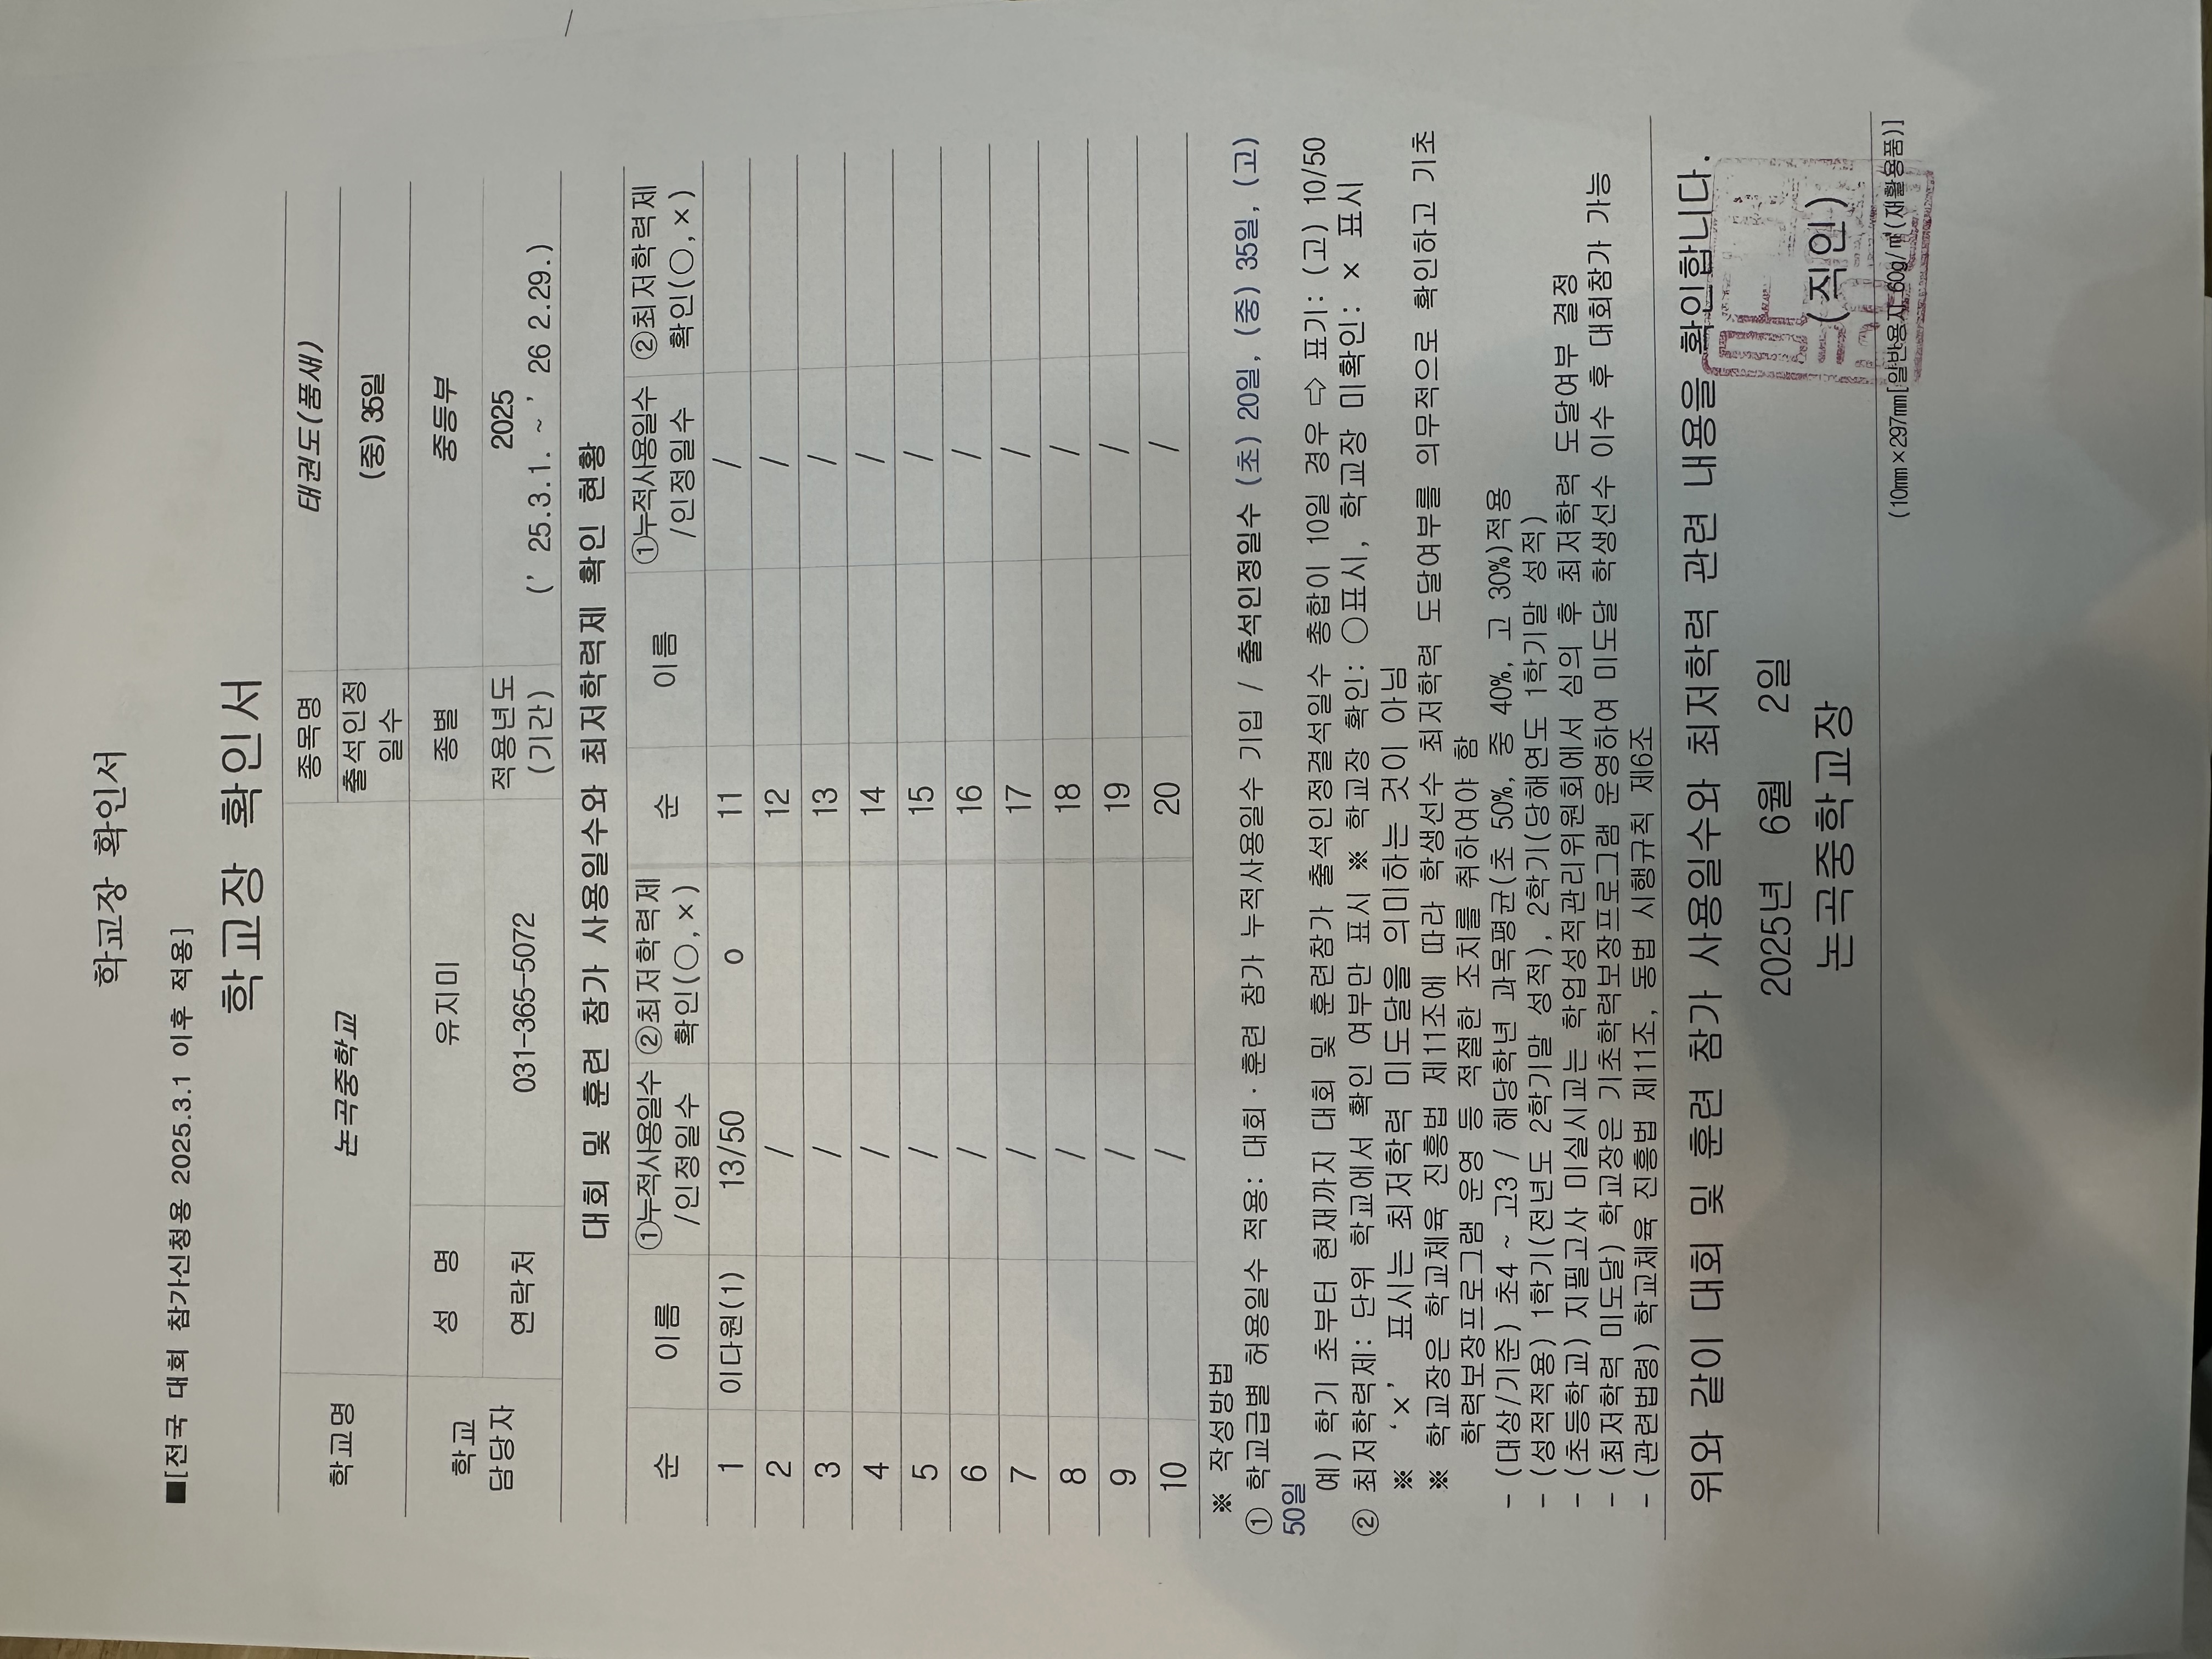 학교장 확인서
■[전국 대회 참가신청용 2025.3.1 이후 적용]
학교장 확인서
학교명 논곡중학교 종목명 태권도(품새)
출석인정일수 (중) 35일
학교 담당자 성 명 유지미 종별 중등부
연락처 031-365-5072 적용년도(기간) 2025 (' 25.3.1. ~ ' 26 2.29.)
대회 및 훈련 참가 사용일수와 최저학력제 확인 현황
순 이름 ①누적사용일수/인정일수 ②최저학력제 확인(○,×) 순 이름 ①누적사용일수/인정일수 ②최저학력제 확인(○,×)
1 이다원(1) 13/50 o 11 /
2 / 12 /
3 / 13 /
4 / 14 /
5 / 15 /
6 / 16 /
7 / 17 /
8 / 18 /
9 / 19 /
10 / 20 /
※ 작성방법
① 학교급별 허용일수 적용: 대회 · 훈련 참가 누적사용일수 기입 / 출석인정일수 (초) 20일, (중) 35일, (고)
50일
예) 학기 초부터 현재까지 대회 및 훈련참가 출석인정결석일수 총합이 10일 경우 ⇨ 표기: (고) 10/50
② 최저학력제: 단위 학교에서 확인 여부만 표시 ※ 학교장 확인: ○표시, 학교장 미확인: × 표시
※ ‘×’ 표시는 최저학력 미도달을 의미하는 것이 아님
※ 학교장은 학교체육 진흥법 제11조에 따라 학생선수 최저학력 도달여부를 의무적으로 확인하고 기초
학력보장프로그램 운영 등 적절한 조치를 취하여야 함
- (대상/기준) 초4 ~ 고3 / 해당학년 과목평균(초 50%, 중 40%, 고 30%)적용
- (성적적용) 1학기(전년도 2학기말 성적), 2학기(당해연도 1학기말 성적)
- (초등학교) 지필고사 미실시교는 학업성적관리위원회에서 심의 후 최저학력 도달여부 결정
- (최저학력 미도달) 학교장은 기초학력보장프로그램 운영하여 미도달 학생선수 이수 후 대회참가 가능
- (관련법령) 학교체육 진흥법 제11조, 동법 시행규칙 제6조
위와 같이 대회 및 훈련 참가 사용일수와 최저학력 관련 내용을 확인합니다.
2025년 6월 2일
논곡중학교장 (직인)
(10㎜×297㎜[일반용지 60g/㎡(재활용품)]